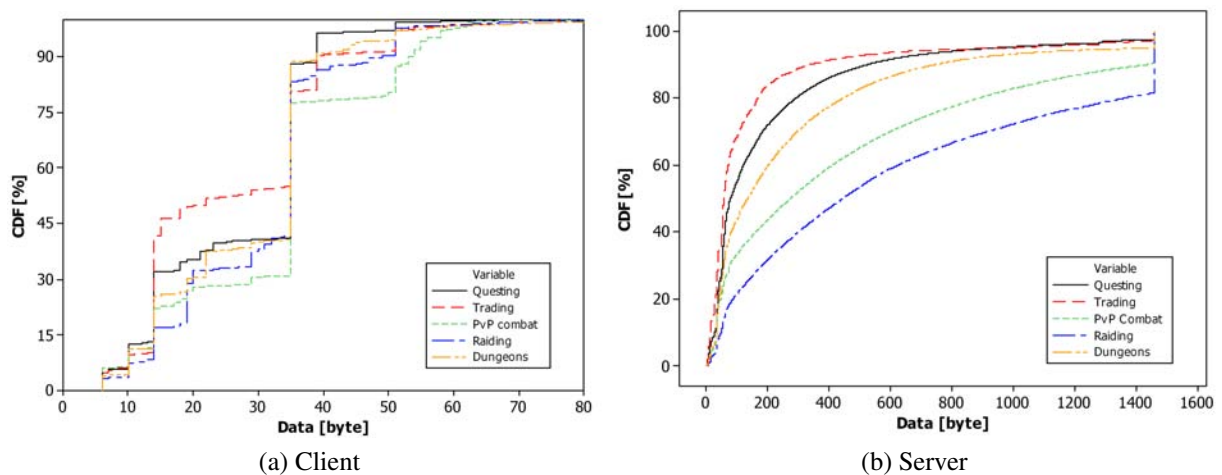 CDF [%]
90
75
60
45
30
15
0
0 10 20 30 40 50 60 70 80
Data [byte]
Variable
Questing
Trading
PvP combat
Raiding
Dungeons
(a) Client
CDF [%]
100
80
60
40
20
0
0 200 400 600 800 1000 1200 1400 1600
Data [byte]
Variable
Questing
Trading
PvP Combat
Raiding
Dungeons
(b) Server